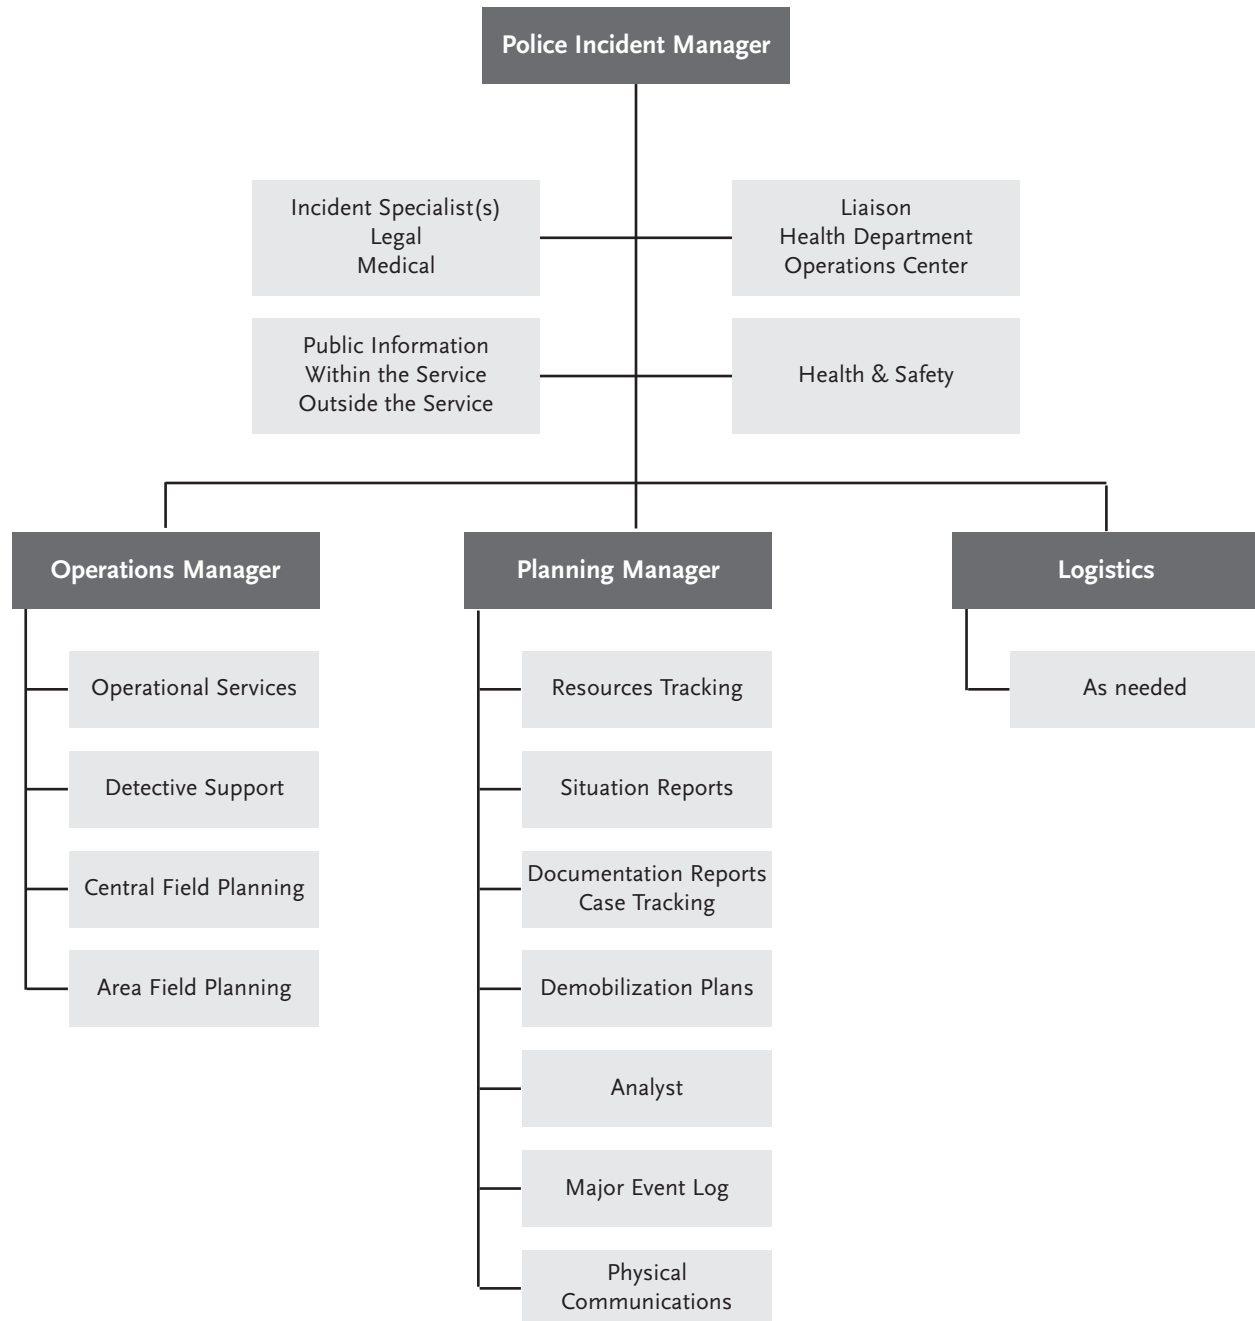 Police Incident Manager
Incident Specialist(s)
Legal
Medical
Liaison
Health Department
Operations Center
Public Information
Within the Service
Outside the Service
Health & Safety
Operations Manager
Operational Services
Detective Support
Central Field Planning
Area Field Planning
Planning Manager
Resources Tracking
Situation Reports
Documentation Reports
Case Tracking
Demobilization Plans
Analyst
Major Event Log
Physical
Communications
Logistics
As needed